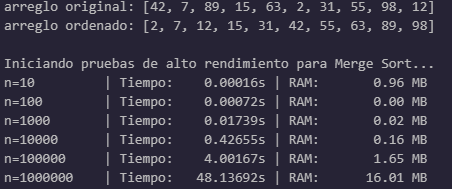 arreglo original: [42, 7, 89, 15, 63, 2, 31, 55, 98, 12]
arreglo ordenado: [2, 7, 12, 15, 31, 42, 55, 63, 89, 98]

Iniciando pruebas de alto rendimiento para Merge Sort...
n=10         | Tiempo:    0.00016s | RAM:       0.96 MB
n=100        | Tiempo:    0.00072s | RAM:       0.00 MB
n=1000       | Tiempo:    0.01739s | RAM:       0.02 MB
n=10000      | Tiempo:    0.42655s | RAM:       0.16 MB
n=100000     | Tiempo:    4.00167s | RAM:       1.65 MB
n=1000000    | Tiempo:   48.13692s | RAM:      16.01 MB